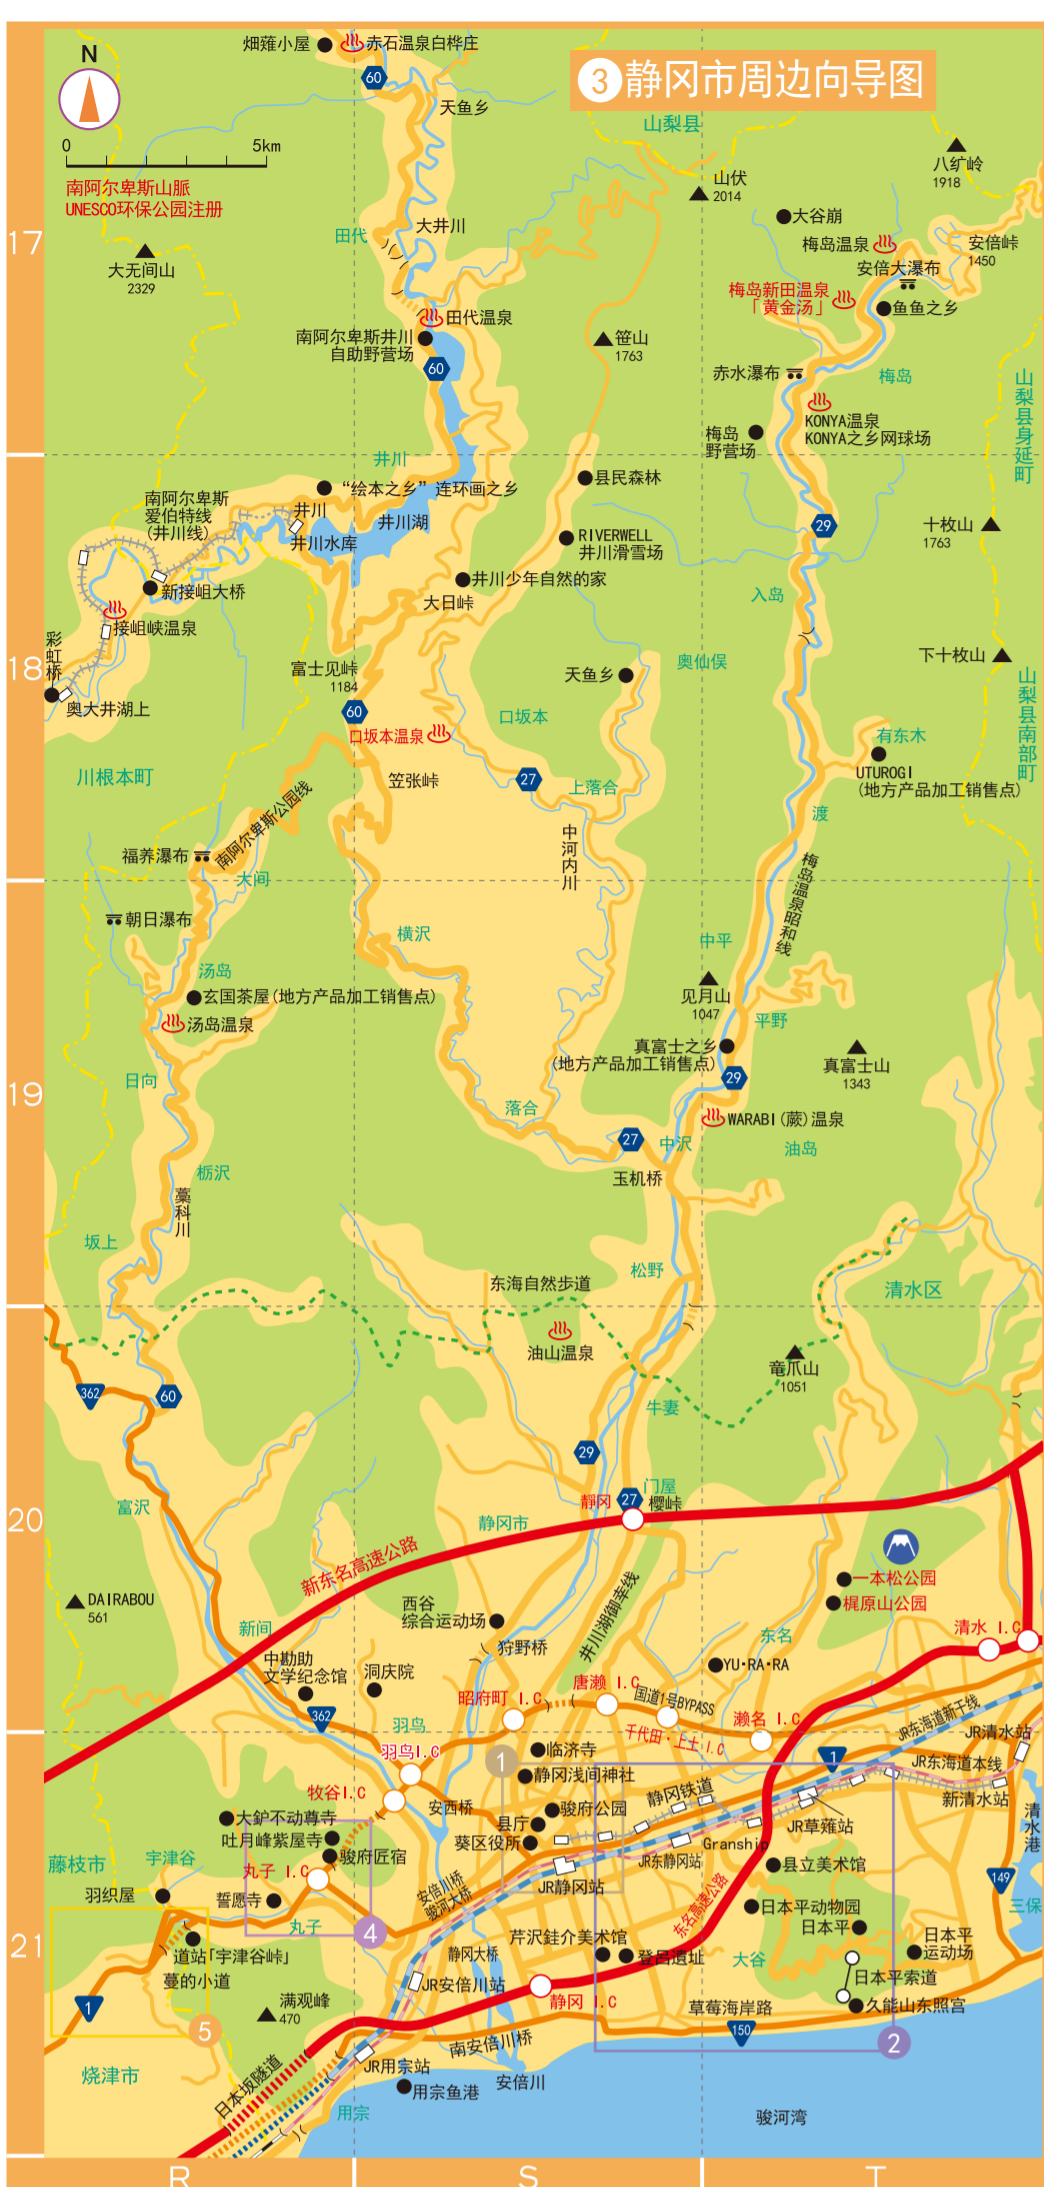 ③静冈市周边向导图
N
0 5km
南阿尔卑斯山脉
UNESCO环保公园注册
畑薙小屋
赤石温泉白桦庄
60
天鱼乡
山梨县
八纩岭
1918
山伏
2014
大谷崩
梅岛温泉
安倍峠
1450
安倍大瀑布
梅岛新田温泉
「黄金汤」
鱼鱼之乡
17
田代
大井川
大无间山
2329
田代温泉
南阿尔卑斯井川
自助野营场
60
笹山
1763
赤水瀑布
梅岛
山梨县身延町
KONYA温泉
KONYA之乡网球场
梅岛
野营场
井川
“绘本之乡”连环画之乡
县民森林
南阿尔卑斯
爱伯特线
(井川线)
井川
井川湖
井川水库
RIVERWELL
井川滑雪场
29
十枚山
1763
井川少年自然的家
新接岨大桥
大日峠
入岛
接岨峡温泉
彩虹桥
18
富士见峠
1184
奥仙俣
天鱼乡
下十枚山
山梨县南部町
奥大井湖上
60
口坂本
口坂本温泉
有东木
川根本町
笠张峠
27
上落合
UTUROGI
(地方产品加工销售点)
渡
南阿尔卑斯公园线
中河内川
福养瀑布
大间
梅岛温泉昭和线
朝日瀑布
横沢
中平
汤岛
见月山
1047
玄国茶屋(地方产品加工销售点)
汤岛温泉
平野
真富士之乡
(地方产品加工销售点)
真富士山
1343
29
日向
19
落合
WARABI(蕨)温泉
27
中沢
油岛
玉机桥
枥沢
藁科川
坂上
松野
东海自然步道
清水区
油山温泉
竜爪山
1051
362
60
牛妻
29
门屋
27
静冈
樱峠
富沢
20
静冈市
新东名高速公路
一本松公园
梶原山公园
DAIRABOU
561
西谷
综合运动场
井川湖御幸线
新间
狩野桥
东名
清水 I.C
中勘助
文学纪念馆
洞庆院
YU·RA·RA
唐濑 I.C
昭府町 I.C
国道1号BYPASS
362
羽鸟
千代田·上土 I.C
濑名 I.C
JR东海道新干线
JR清水站
羽鸟I.C
1
临济寺
1
JR东海道本线
静冈浅间神社
牧谷I.C
静冈铁道
新清水站
安西桥
骏府公园
大鈩不动尊寺
县厅
JR草薙站
清水港
吐月峰紫屋寺
葵区役所
Granship
藤枝市
宇津谷
骏府匠宿
JR东静冈站
县立美术馆
丸子 I.C
JR静冈站
149
羽织屋
誓愿寺
安倍川桥
骏河大桥
东名高速公路
日本平动物园
三保
丸子
4
芹沢銈介美术馆
日本平
21
静冈大桥
登呂遗址
大谷
日本平
运动场
道站「宇津谷峠」
蔓的小道
JR安倍川站
日本平索道
1
满观峰
470
静冈 I.C
草莓海岸路
久能山东照宫
5
150
2
南安倍川桥
烧津市
日本坂隧道
JR用宗站
安倍川
用宗鱼港
用宗
骏河湾
R S T